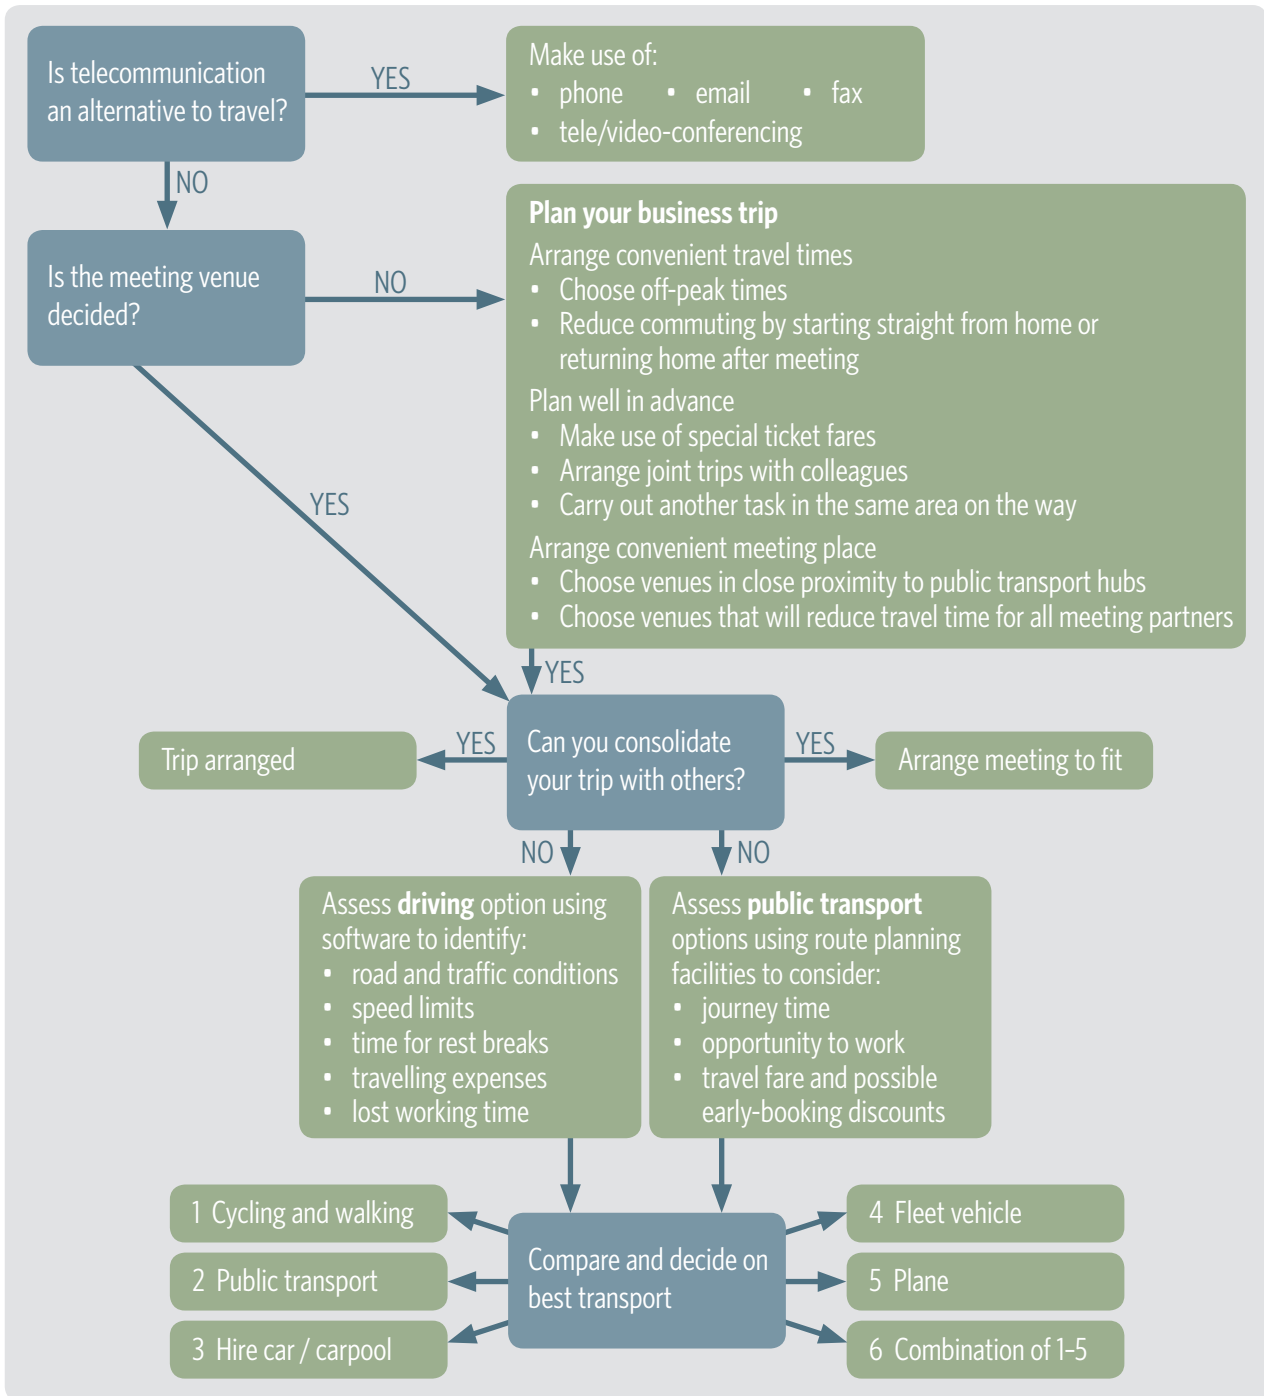 Is telecommunication
an alternative to travel?
YES
Make use of:
• phone • email • fax
• tele/video-conferencing
NO
Is the meeting venue
decided?
NO
Plan your business trip
Arrange convenient travel times
• Choose off-peak times
• Reduce commuting by starting straight from home or
returning home after meeting
Plan well in advance
• Make use of special ticket fares
• Arrange joint trips with colleagues
• Carry out another task in the same area on the way
Arrange convenient meeting place
• Choose venues in close proximity to public transport hubs
• Choose venues that will reduce travel time for all meeting partners
YES
YES
Can you consolidate
your trip with others?
YES
Trip arranged
YES
Arrange meeting to fit
NO
NO
Assess driving option using
software to identify:
• road and traffic conditions
• speed limits
• time for rest breaks
• travelling expenses
• lost working time
Assess public transport
options using route planning
facilities to consider:
• journey time
• opportunity to work
• travel fare and possible
early-booking discounts
Compare and decide on
best transport
1 Cycling and walking
2 Public transport
3 Hire car / carpool
4 Fleet vehicle
5 Plane
6 Combination of 1–5